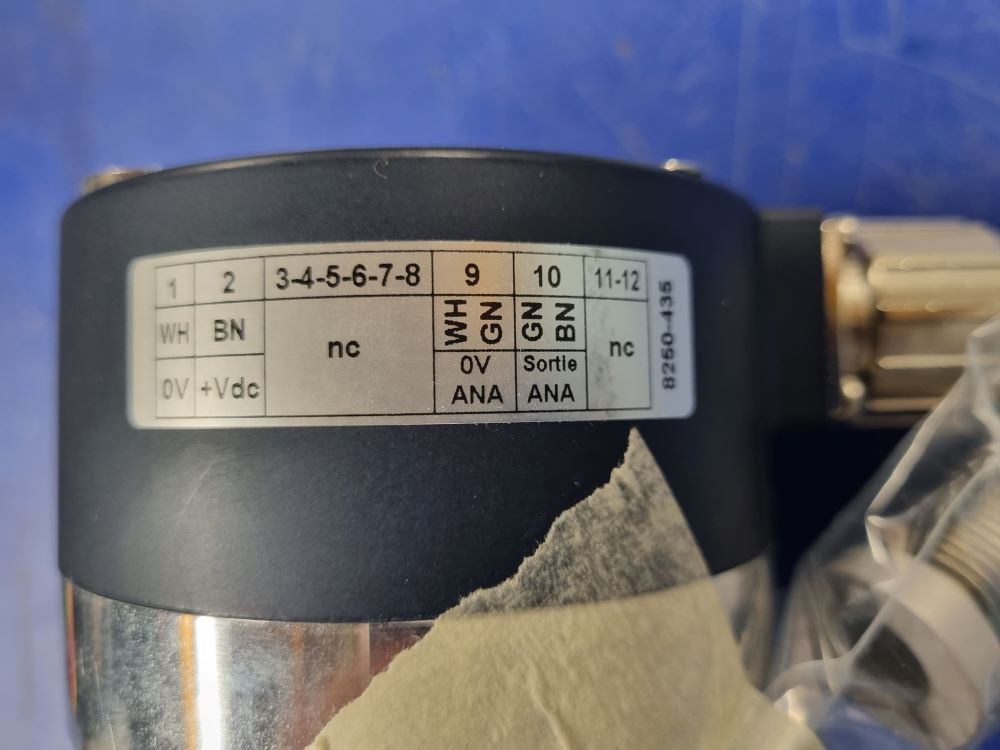 1 2 3-4-5-6-7-8 9 10 11-12
WH BN nc WH GN GN BN nc
0V +Vdc 0V ANA Sortie ANA
8250-435